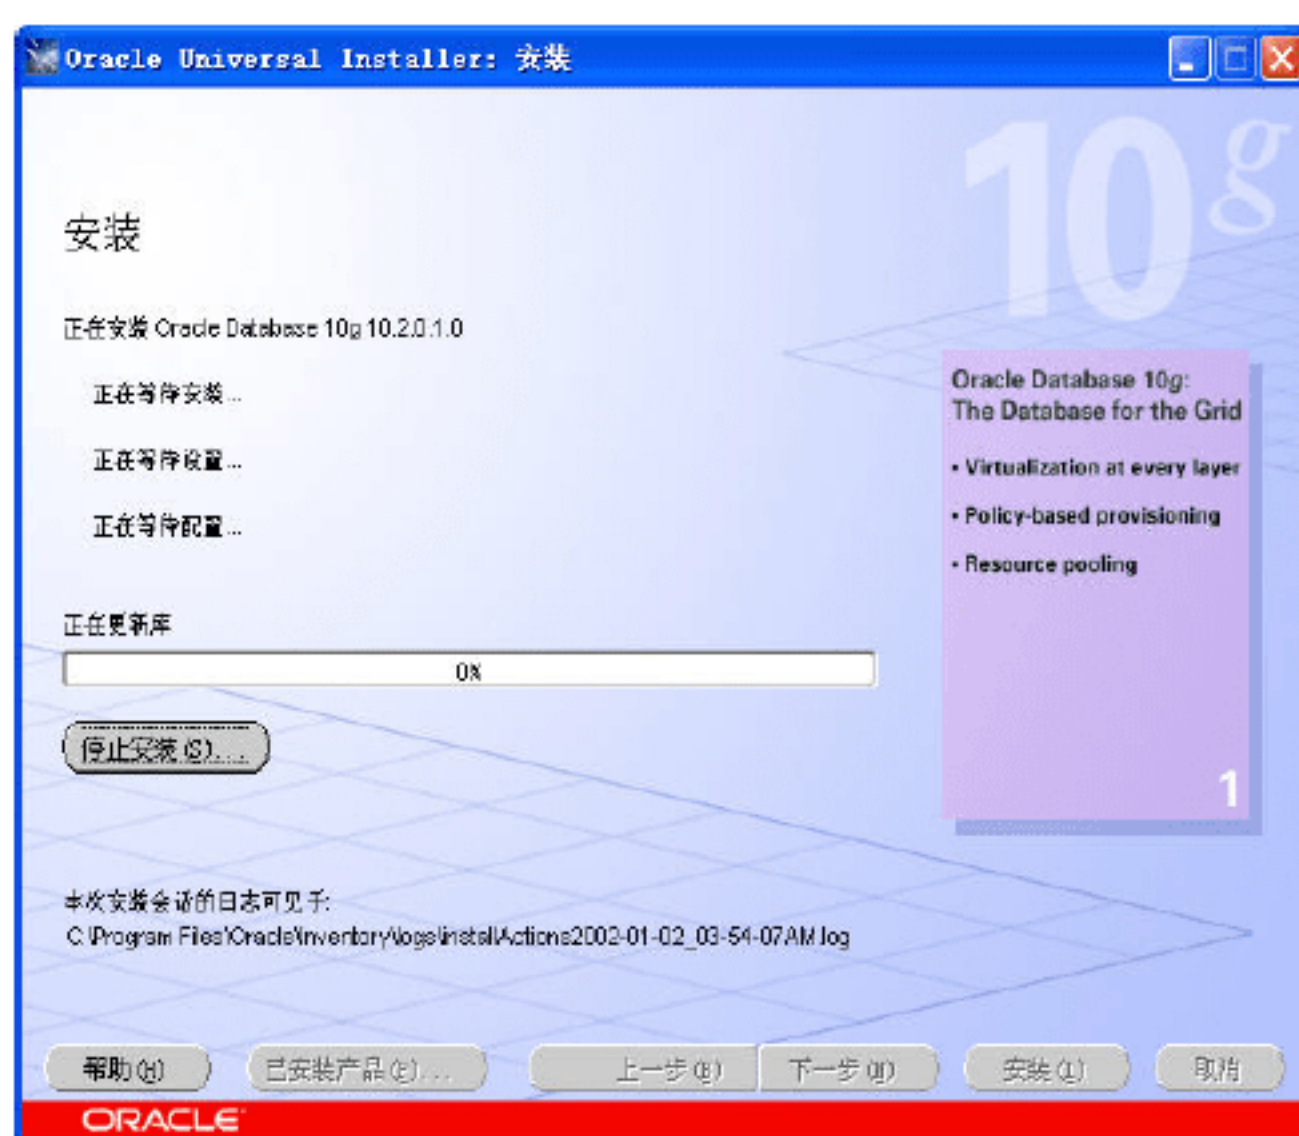 Oracle Universal Installer: 安装
10g
安装
正在安装 Oracle Database 10g 10.2.0.1.0
正在等待安装...
正在等待设置...
正在等待配置...
Oracle Database 10g:
The Database for the Grid
• Virtualization at every layer
• Policy-based provisioning
• Resource pooling
正在更新库
0%
停止安装(S)...
1
本次安装会话的日志可见于:
C:\Program Files\Oracle\Inventory\logs\installActions2002-01-02_03-54-07AM.log
帮助(H) 已安装产品(P)... 上一步(B) 下一步(N) 安装(I) 取消
ORACLE